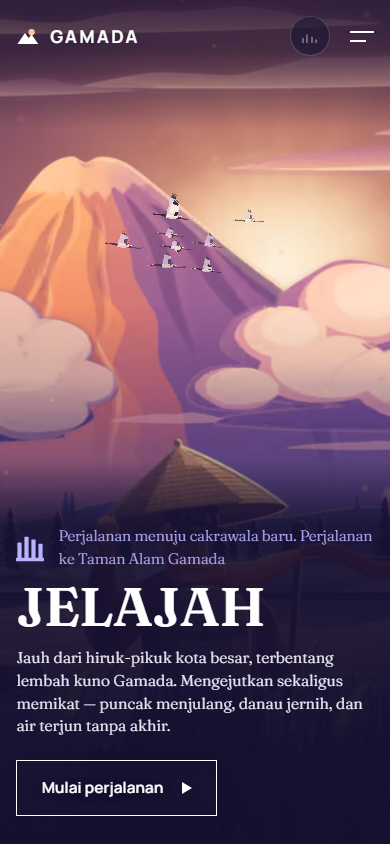 GAMADA
Perjalanan menuju cakrawala baru. Perjalanan
ke Taman Alam Gamada
JELAJAH
Jauh dari hiruk-pikuk kota besar, terbentang
lembah kuno Gamada. Mengejutkan sekaligus
memikat — puncak menjulang, danau jernih, dan
air terjun tanpa akhir.
Mulai perjalanan